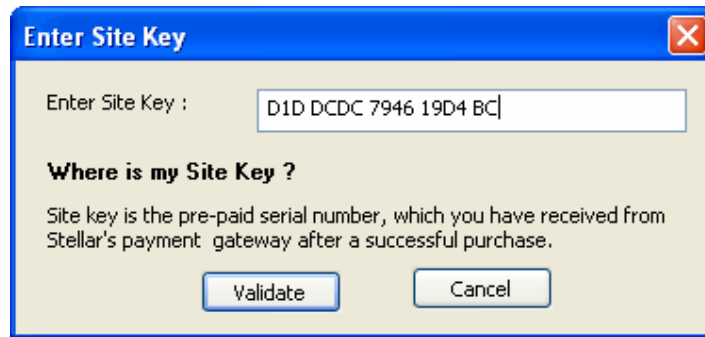 Enter Site Key
Enter Site Key : D1D DCDC 7946 19D4 BC
Where is my Site Key ?
Site key is the pre-paid serial number, which you have received from
Stellar's payment gateway after a successful purchase.
Validate Cancel